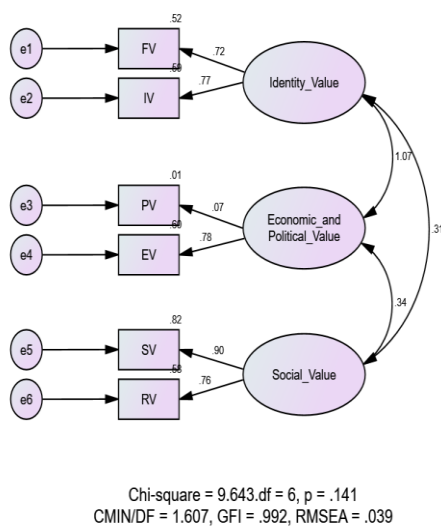 .52
e1
FV
.72
.59
e2
IV
.77
Identity_Value
1.07
.01
e3
PV
.07
.60
e4
EV
.78
Economic_and
Political_Value
.31
.34
.82
e5
SV
.90
.58
e6
RV
.76
Social_Value
Chi-square = 9.643.df = 6, p = .141
CMIN/DF = 1.607, GFI = .992, RMSEA = .039